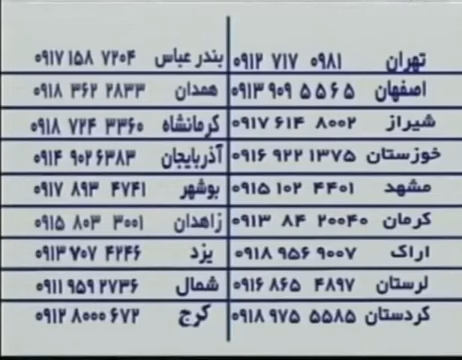 تهران ۰۹۱۲ ۷۱۷ ۰۹۸۱
اصفهان ۰۹۱۳ ۹۰۹ ۵۵۶۵
شیراز ۰۹۱۷ ۶۱۴ ۸۰۰۲
خوزستان ۰۹۱۶ ۹۲۲ ۱۳۷۵
مشهد ۰۹۱۵ ۱۰۲ ۴۴۰۱
کرمان ۰۹۱۳ ۸۴ ۲۰۰۴۰
اراک ۰۹۱۸ ۹۵۶ ۹۰۰۷
لرستان ۰۹۱۶ ۸۶۵ ۴۸۹۷
کردستان ۰۹۱۸ ۹۷۵ ۵۵۸۵
بندر عباس ۰۹۱۷ ۱۵۸ ۷۲۰۴
همدان ۰۹۱۸ ۳۶۲ ۲۸۳۳
کرمانشاه ۰۹۱۸ ۷۲۴ ۳۳۶۰
آذربایجان ۰۹۱۴ ۹۰۲ ۶۳۸۳
بوشهر ۰۹۱۷ ۸۹۳ ۴۷۴۱
زاهدان ۰۹۱۵ ۸۰۳ ۳۰۰۱
یزد ۰۹۱۳ ۷۰۷ ۴۲۴۶
شمال ۰۹۱۱ ۹۵۹ ۲۷۳۶
کرج ۰۹۱۲ ۸۰۰۰ ۶۷۲